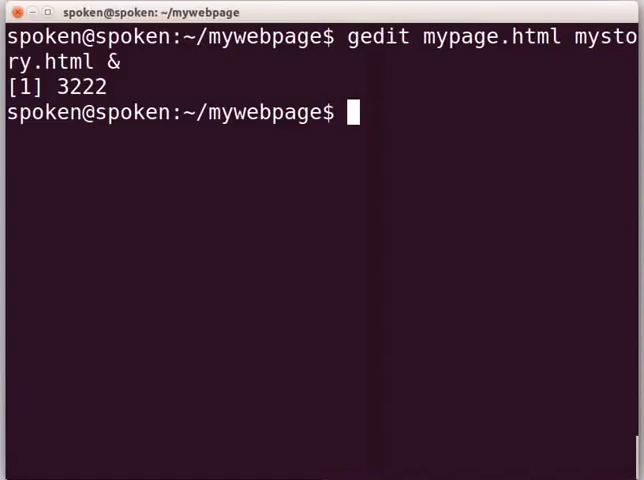 spoken@spoken: ~/mywebpage
spoken@spoken:~/mywebpage$ gedit mypage.html mysto
ry.html &
[1] 3222
spoken@spoken:~/mywebpage$